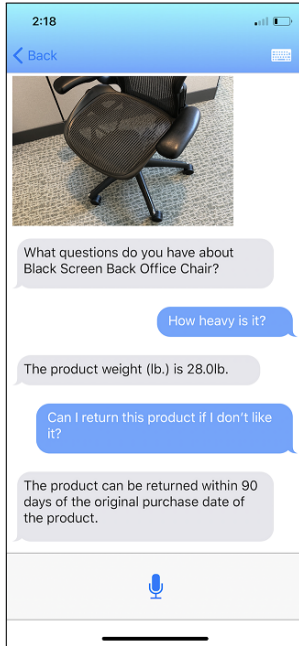 2:18
Back
What questions do you have about
Black Screen Back Office Chair?
How heavy is it?
The product weight (lb.) is 28.0lb.
Can I return this product if I don't like
it?
The product can be returned within 90
days of the original purchase date of
the product.